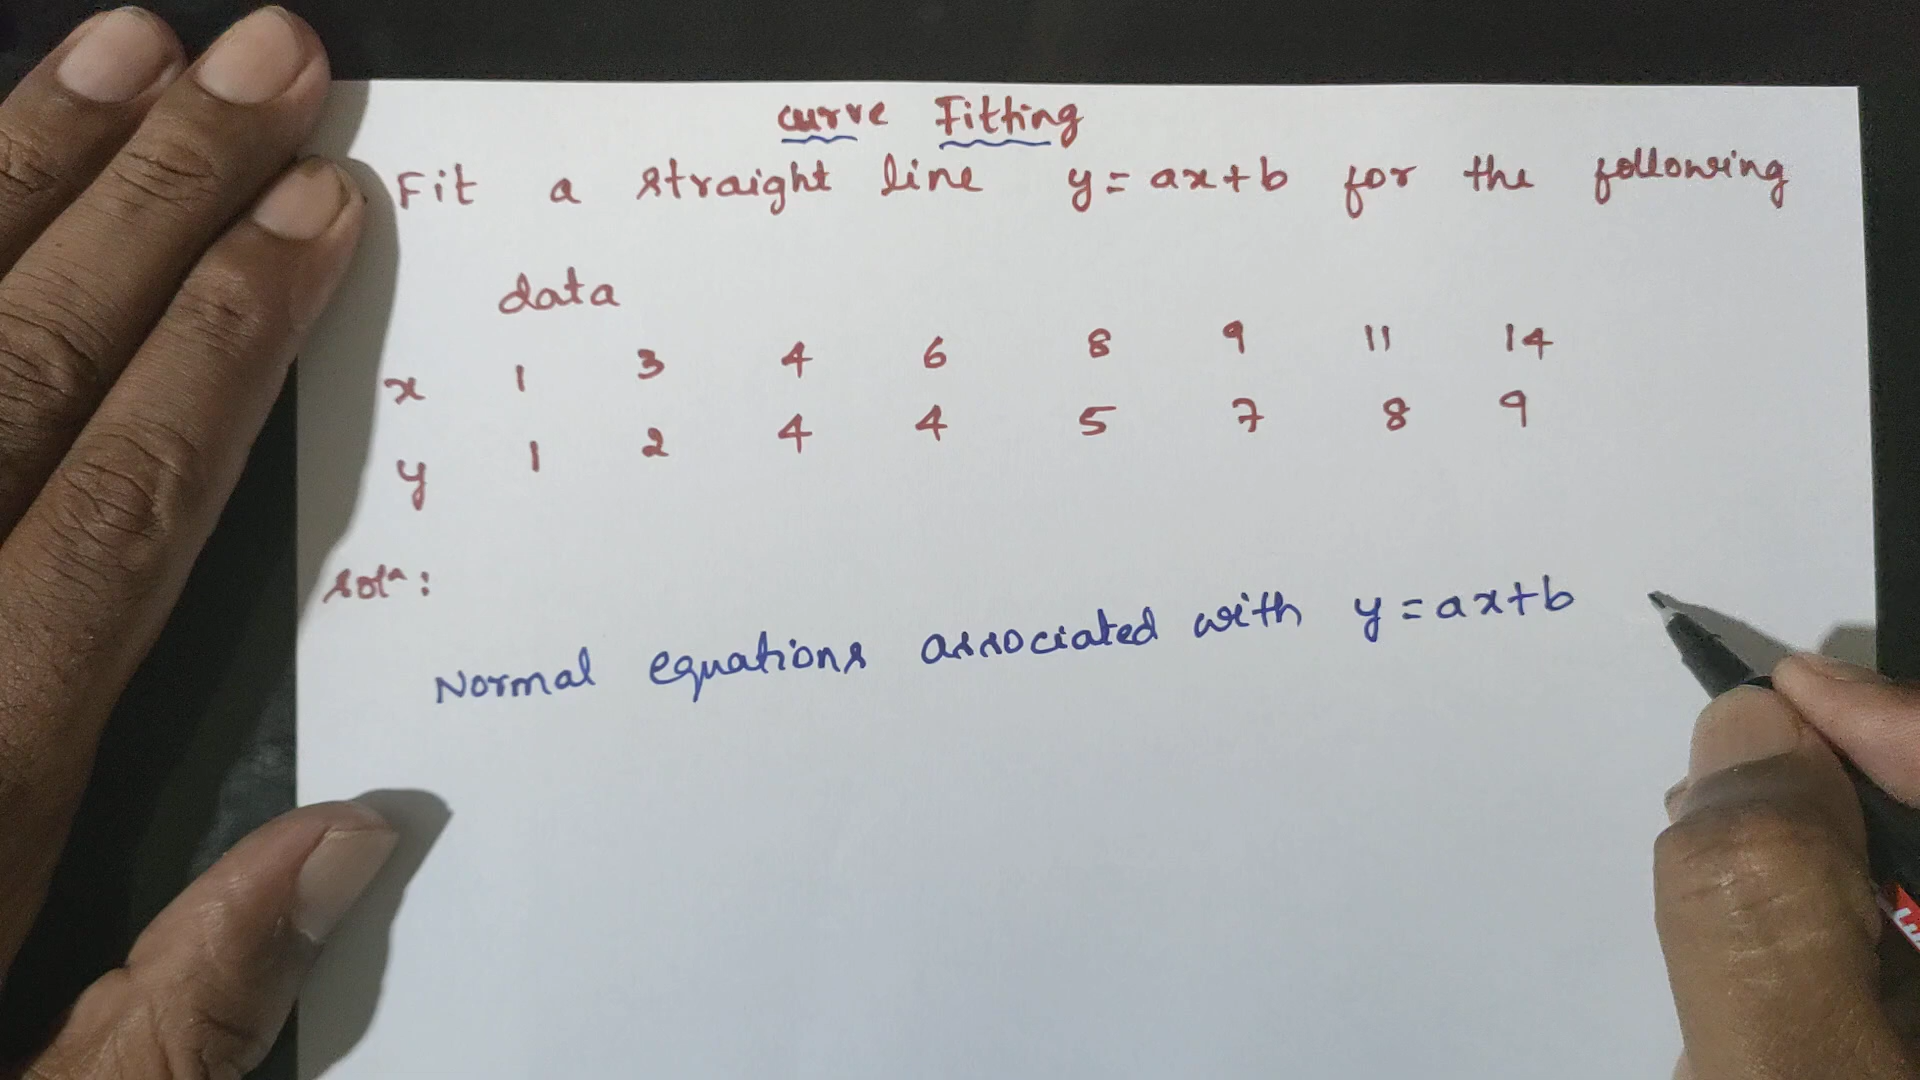 curve Fitting
Fit a straight line y = ax + b for the following
data
x 1 3 4 6 8 9 11 14
y 1 2 4 4 5 7 8 9
Solⁿ:
Normal equations associated with y = ax + b